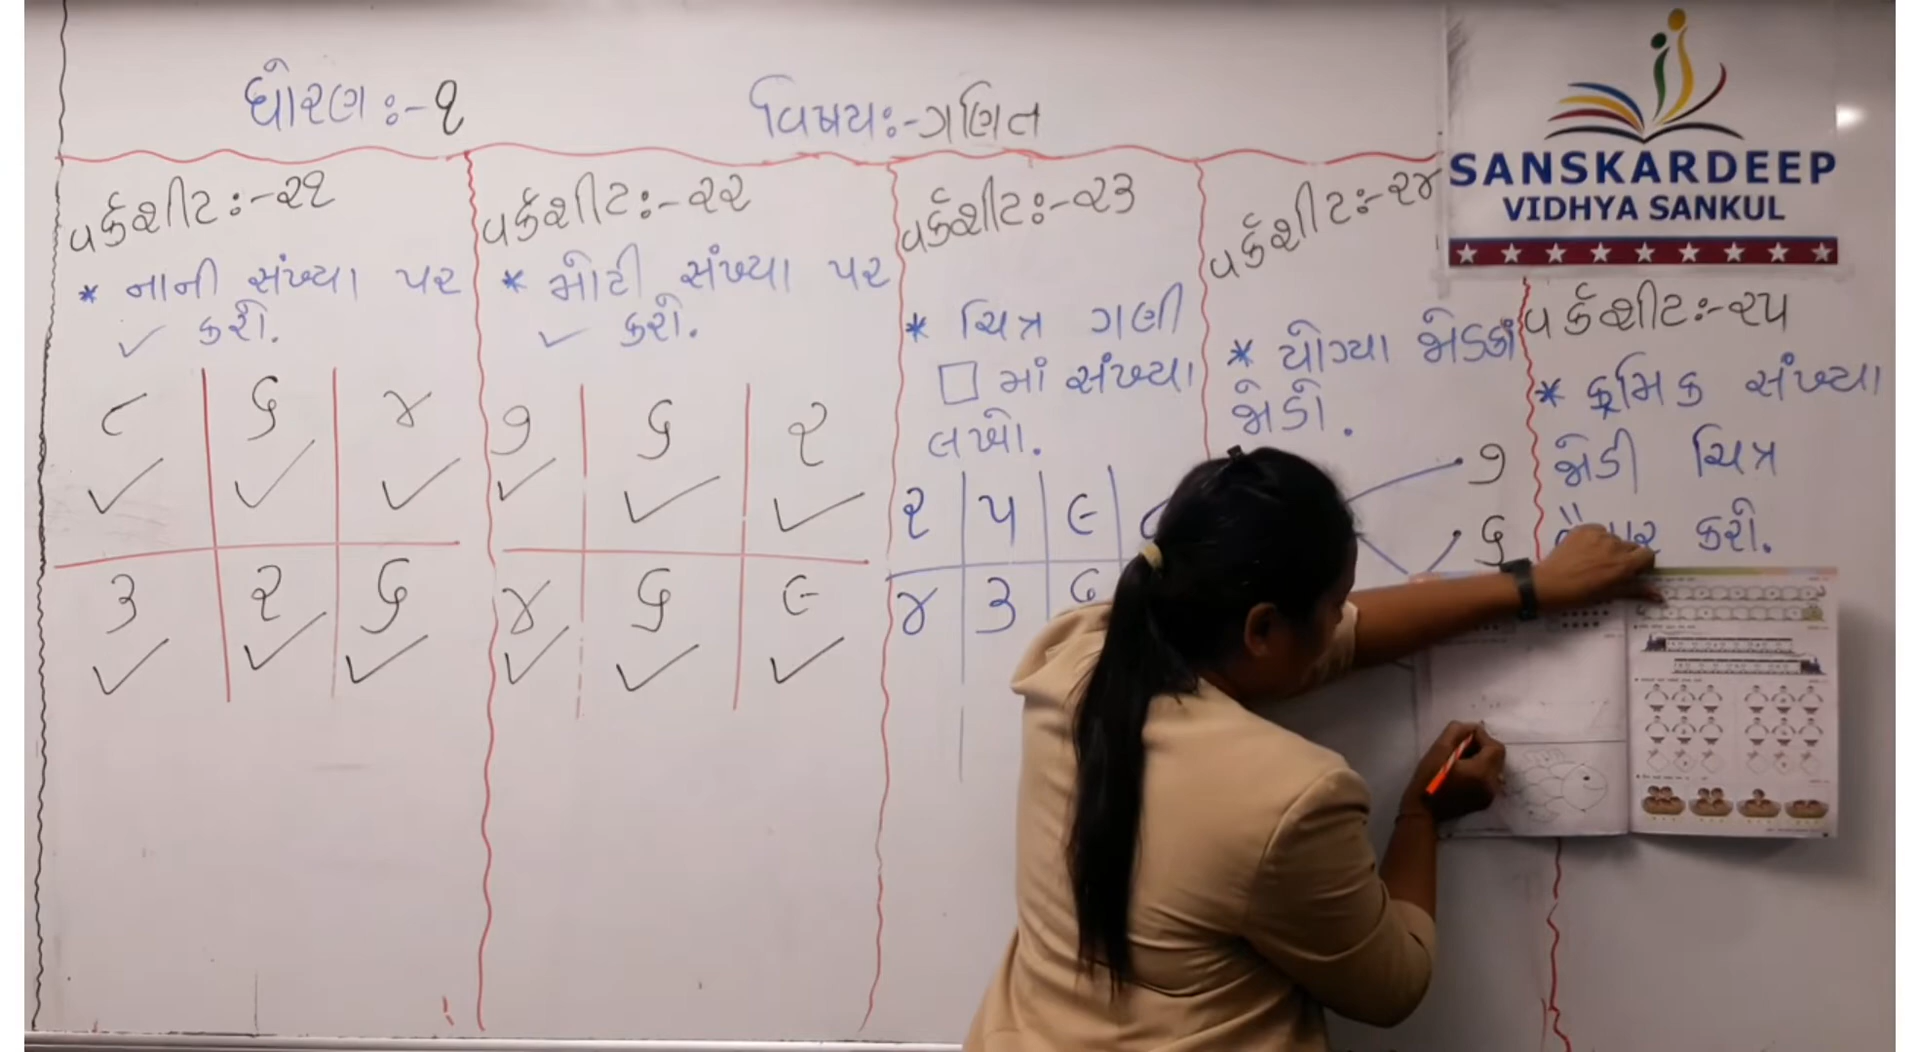 ધોરણ:-૧
વિષય:-ગણિત
SANSKARDEEP
VIDHYA SANKUL
વર્કશીટ:-૨૧
* નાની સંખ્યા પર
✓ કરો.
૮ ૬ ૪
✓ ✓ ✓
૩ ૨ ૬
✓ ✓ ✓
વર્કશીટ:-૨૨
* મોટી સંખ્યા પર
✓ કરો.
૭ ૬ ૨
✓ ✓ ✓
૪ ૬ ૯
✓ ✓ ✓
વર્કશીટ:-૨૩
* ચિત્ર ગણી
□ માં સંખ્યા
લખો.
૨ ૫ ૯
૪ ૩
વર્કશીટ:-૨૪
* યોગ્યા જોડકાં
જોડો.
૭
૬
વર્કશીટ:-૨૫
* ક્રમિક સંખ્યા
જોડી ચિત્ર
કરો.